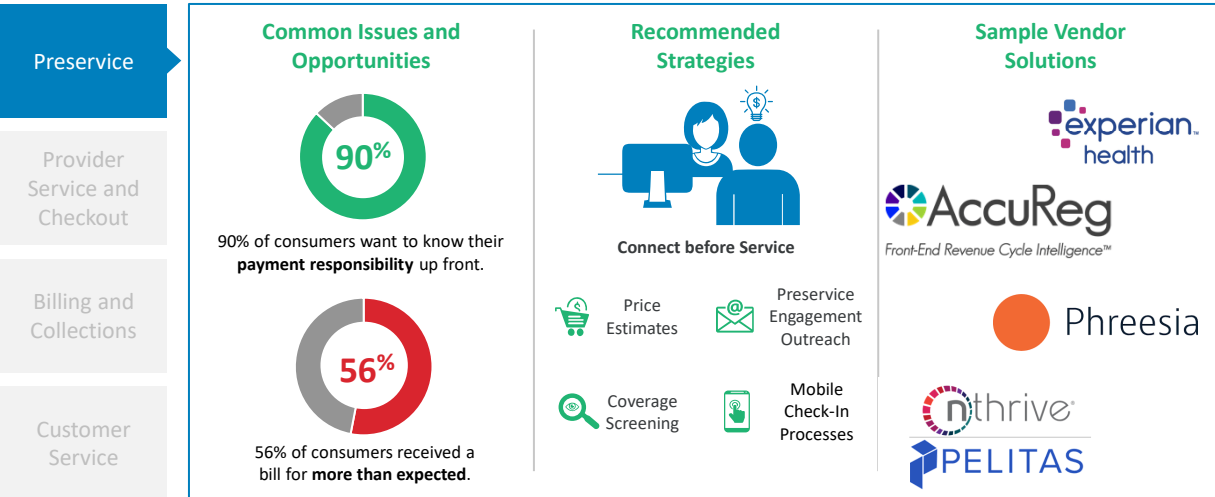 Preservice
Provider
Service and
Checkout
Billing and
Collections
Customer
Service
Common Issues and
Opportunities
90%
90% of consumers want to know their
payment responsibility up front.
56%
56% of consumers received a
bill for more than expected.
Recommended
Strategies
$
Connect before Service
$
Price
Estimates
@
Preservice
Engagement
Outreach
Coverage
Screening
Mobile
Check-In
Processes
Sample Vendor
Solutions
experian™
health
AccuReg
Front-End Revenue Cycle Intelligence™
Phreesia
nthrive®
PELITAS